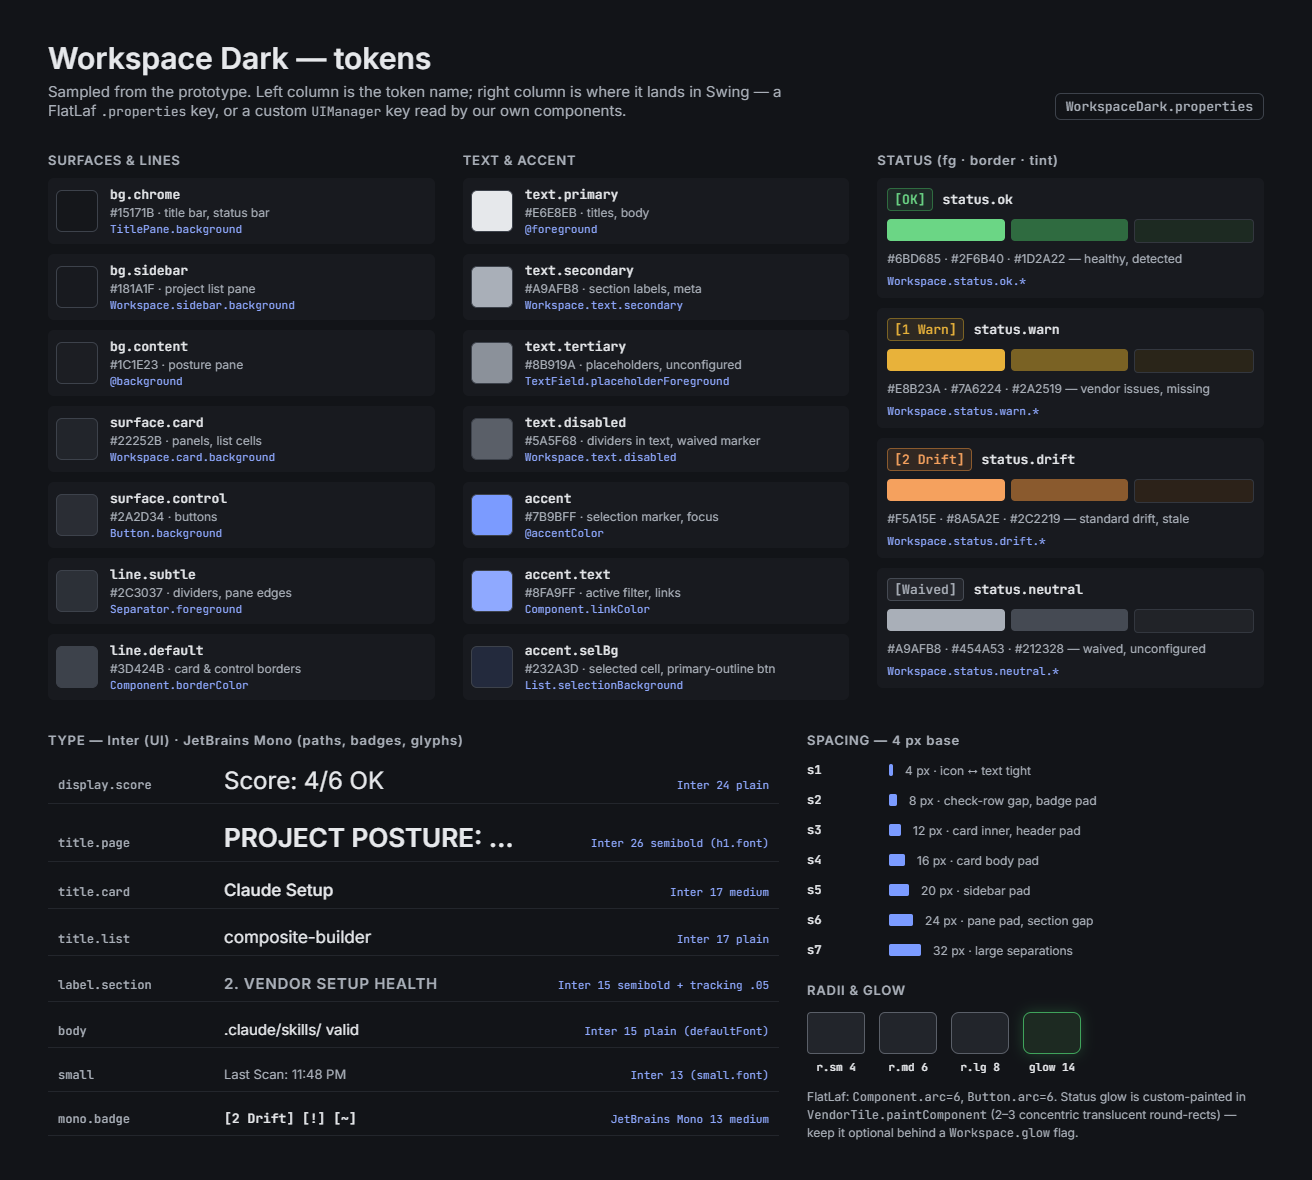 Workspace Dark — tokens
Sampled from the prototype. Left column is the token name; right column is where it lands in Swing — a
FlatLaf .properties key, or a custom UIManager key read by our own components.
WorkspaceDark.properties
SURFACES & LINES
bg.chrome
#15171B · title bar, status bar
TitlePane.background
bg.sidebar
#181A1F · project list pane
Workspace.sidebar.background
bg.content
#1C1E23 · posture pane
@background
surface.card
#22252B · panels, list cells
Workspace.card.background
surface.control
#2A2D34 · buttons
Button.background
line.subtle
#2C3037 · dividers, pane edges
Separator.foreground
line.default
#3D424B · card & control borders
Component.borderColor
TEXT & ACCENT
text.primary
#E6E8EB · titles, body
@foreground
text.secondary
#A9AFB8 · section labels, meta
Workspace.text.secondary
text.tertiary
#8B919A · placeholders, unconfigured
TextField.placeholderForeground
text.disabled
#5A5F68 · dividers in text, waived marker
Workspace.text.disabled
accent
#7B9BFF · selection marker, focus
@accentColor
accent.text
#8FA9FF · active filter, links
Component.linkColor
accent.selBg
#232A3D · selected cell, primary-outline btn
List.selectionBackground
STATUS (fg · border · tint)
[OK] status.ok
#6BD685 · #2F6B40 · #1D2A22 — healthy, detected
Workspace.status.ok.*
[1 Warn] status.warn
#E8B23A · #7A6224 · #2A2519 — vendor issues, missing
Workspace.status.warn.*
[2 Drift] status.drift
#F5A15E · #8A5A2E · #2C2219 — standard drift, stale
Workspace.status.drift.*
[Waived] status.neutral
#A9AFB8 · #454A53 · #212328 — waived, unconfigured
Workspace.status.neutral.*
TYPE — Inter (UI) · JetBrains Mono (paths, badges, glyphs)
display.score Score: 4/6 OK Inter 24 plain
title.page PROJECT POSTURE: ... Inter 26 semibold (h1.font)
title.card Claude Setup Inter 17 medium
title.list composite-builder Inter 17 plain
label.section 2. VENDOR SETUP HEALTH Inter 15 semibold + tracking .05
body .claude/skills/ valid Inter 15 plain (defaultFont)
small Last Scan: 11:48 PM Inter 13 (small.font)
mono.badge [2 Drift] [!] [~] JetBrains Mono 13 medium
SPACING — 4 px base
s1 4 px · icon ↔ text tight
s2 8 px · check-row gap, badge pad
s3 12 px · card inner, header pad
s4 16 px · card body pad
s5 20 px · sidebar pad
s6 24 px · pane pad, section gap
s7 32 px · large separations
RADII & GLOW
r.sm 4 r.md 6 r.lg 8 glow 14
FlatLaf: Component.arc=6, Button.arc=6. Status glow is custom-painted in
VendorTile.paintComponent (2–3 concentric translucent round-rects) —
keep it optional behind a Workspace.glow flag.